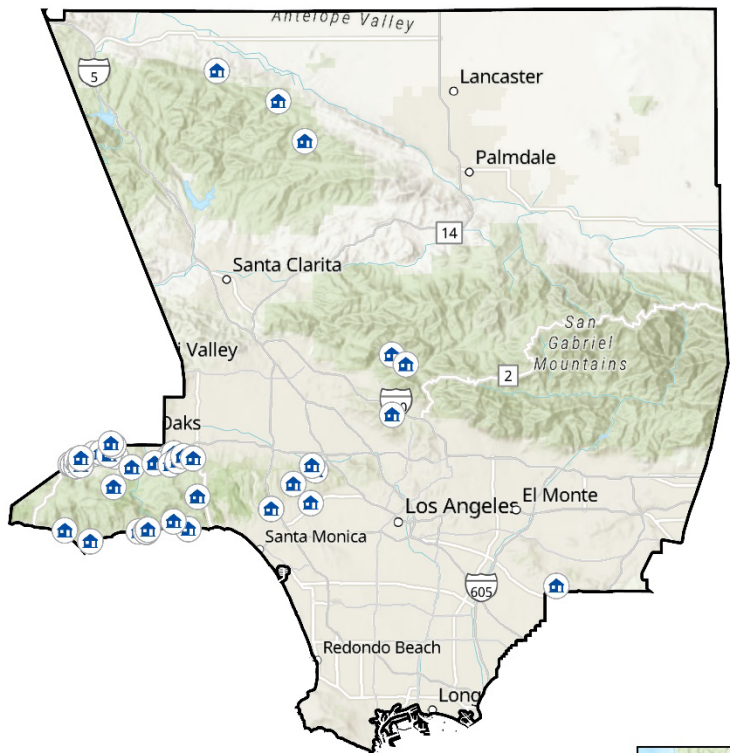 Antelope Valley
5
Lancaster
Palmdale
14
Santa Clarita
i Valley
San
Gabriel
Mountains
2
Oaks
Los Angeles
El Monte
Santa Monica
605
Redondo Beach
Long